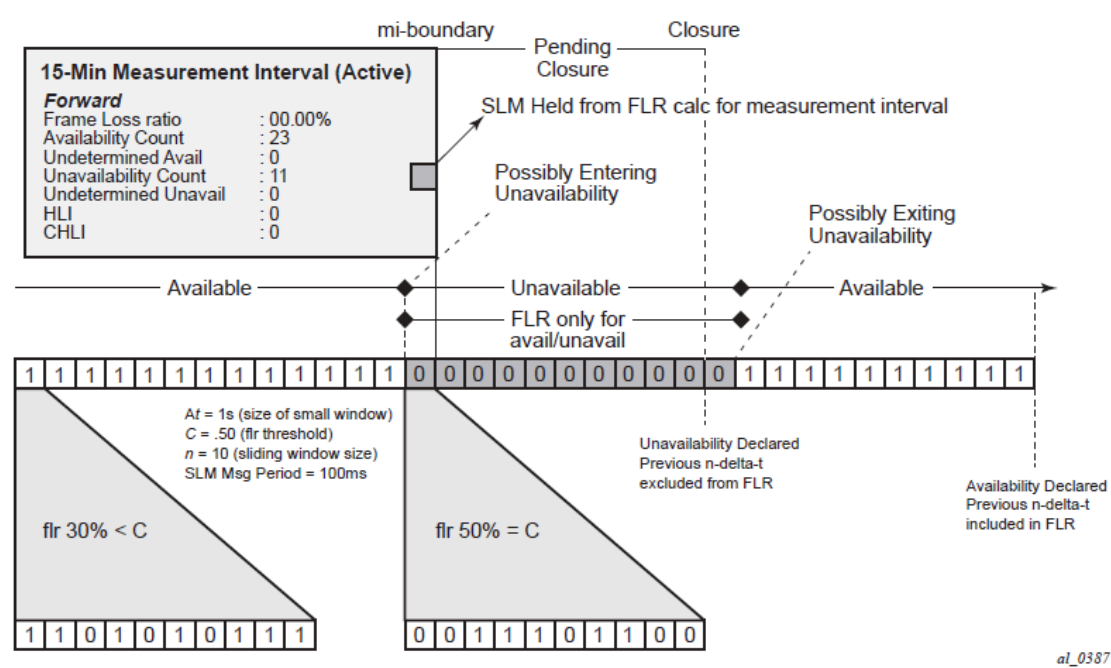 mi-boundary
Closure
Pending
Closure
15-Min Measurement Interval (Active)
Forward
Frame Loss ratio : 00.00%
Availability Count : 23
Undetermined Avail : 0
Unavailability Count : 11
Undetermined Unavail : 0
HLI : 0
CHLI : 0
SLM Held from FLR calc for measurement interval
Possibly Entering
Unavailability
Possibly Exiting
Unavailability
Available
Unavailable
Available
FLR only for
avail/unavail
1 1 1 1 1 1 1 1 1 1 1 1 1 0 0 0 0 0 0 0 0 0 0 0 1 1 1 1 1 1 1 1 1 1
At = 1s (size of small window)
C = .50 (flr threshold)
n = 10 (sliding window size)
SLM Msg Period = 100ms
Unavailability Declared
Previous n-delta-t
excluded from FLR
Availability Declared
Previous n-delta-t
included in FLR
flr 30% < C
flr 50% = C
1 1 0 1 0 1 0 1 1 1
0 0 1 1 1 0 1 1 0 0
al_0387